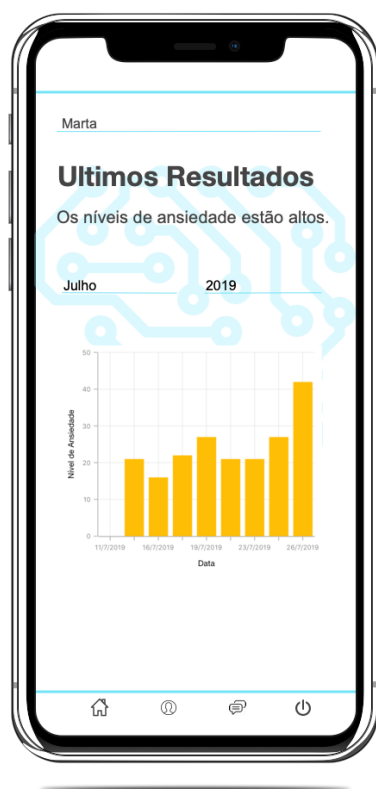 Marta
Ultimos Resultados
Os níveis de ansiedade estão altos.
Julho 2019
50
40
30
20
10
0
Nível de Ansiedade
11/7/2019 16/7/2019 19/7/2019 23/7/2019 26/7/2019
Data